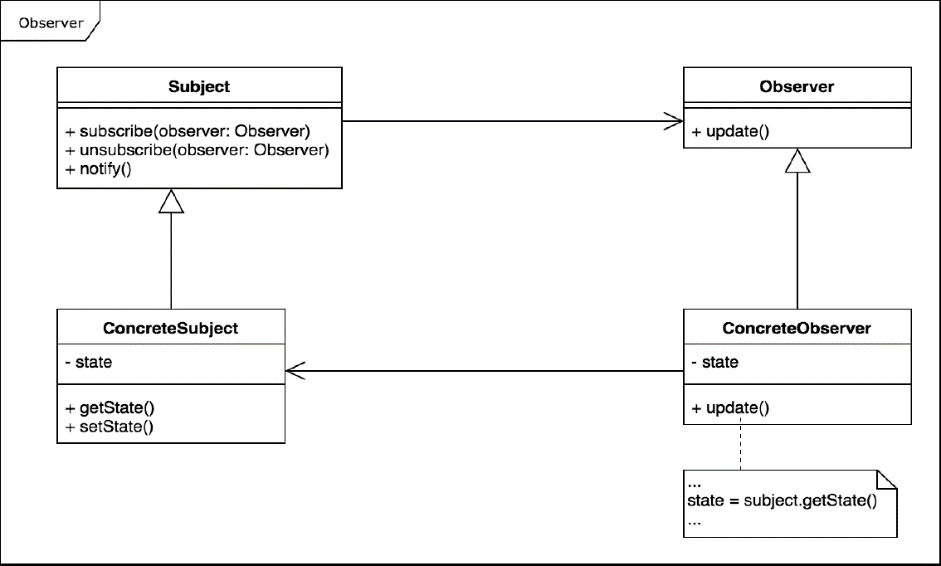 Observer
Subject
+ subscribe(observer: Observer)
+ unsubscribe(observer: Observer)
+ notify()
Observer
+ update()
ConcreteSubject
- state
+ getState()
+ setState()
ConcreteObserver
- state
+ update()
...
state = subject.getState()
...